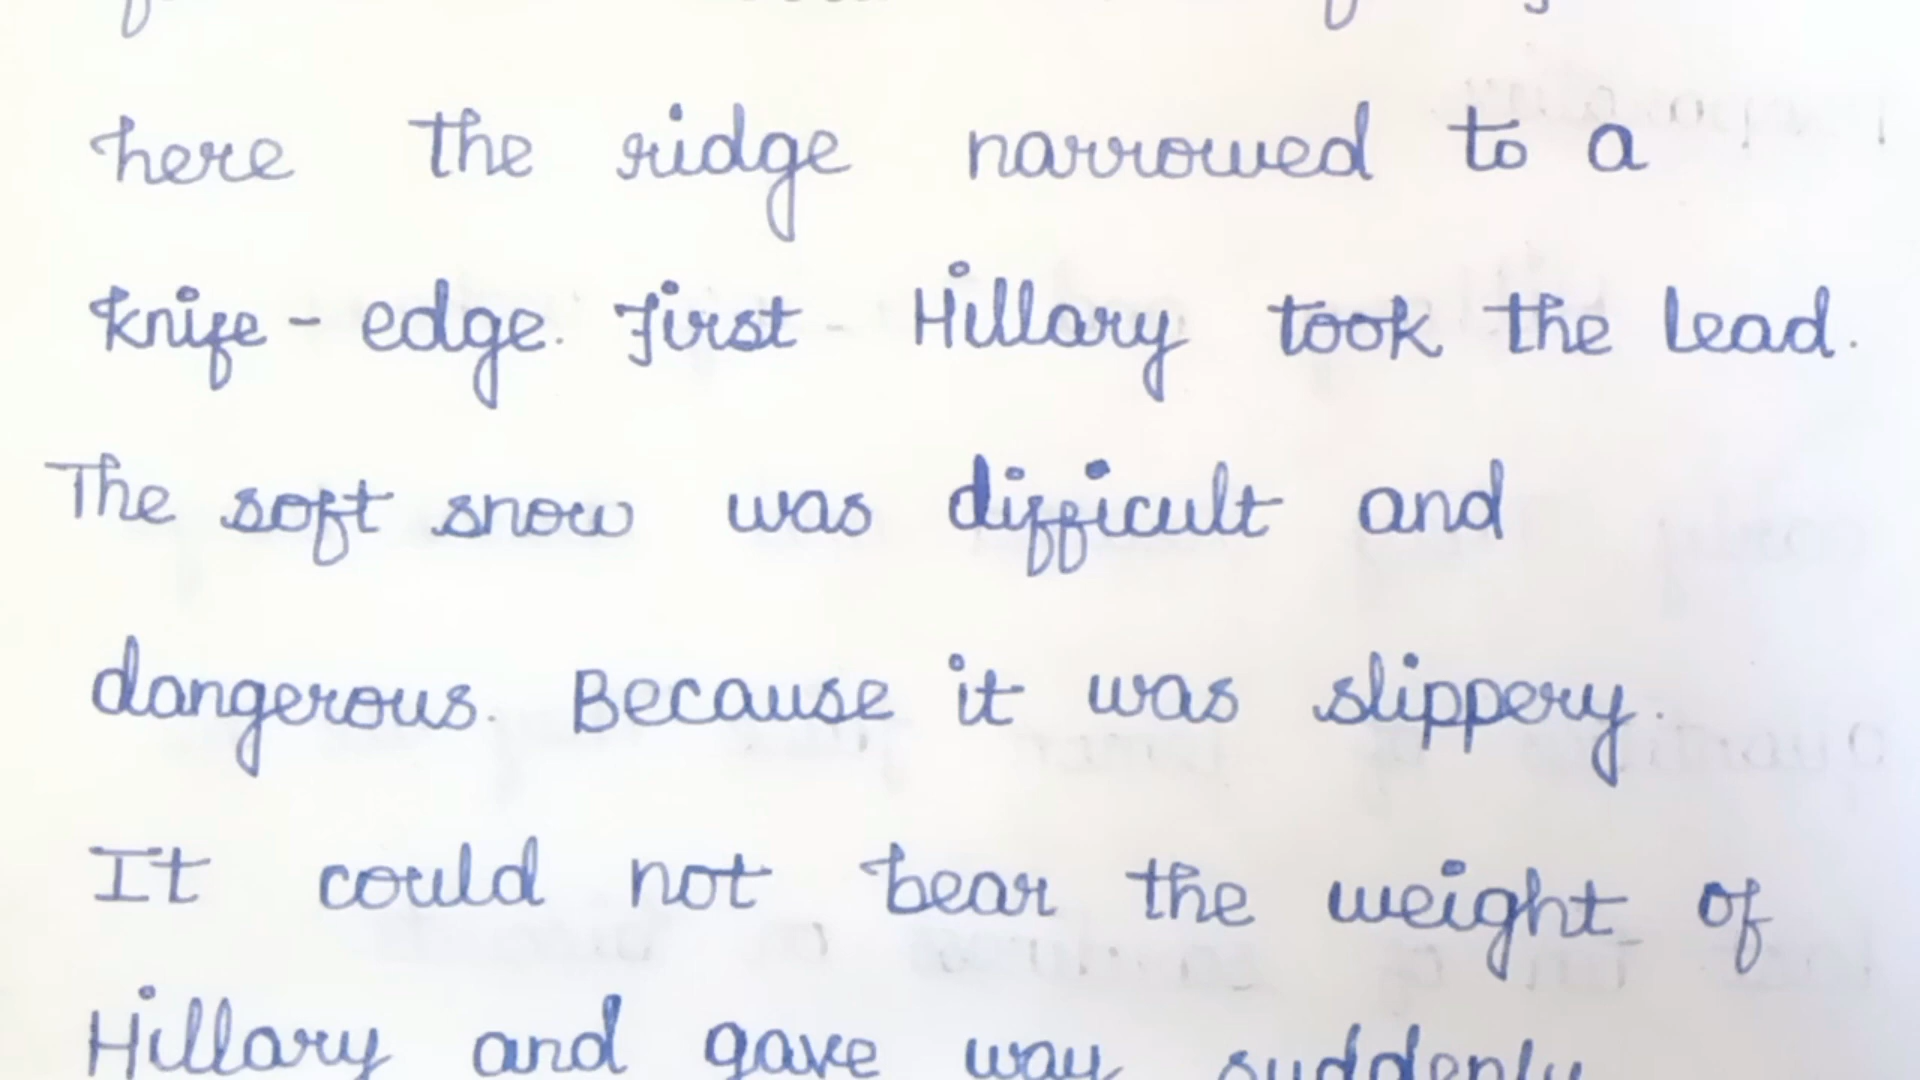 here the ridge narrowed to a
knife - edge. First Hillary took the lead.
The soft snow was difficult and
dangerous. Because it was slippery.
It could not bear the weight of
Hillary and gave way suddenly